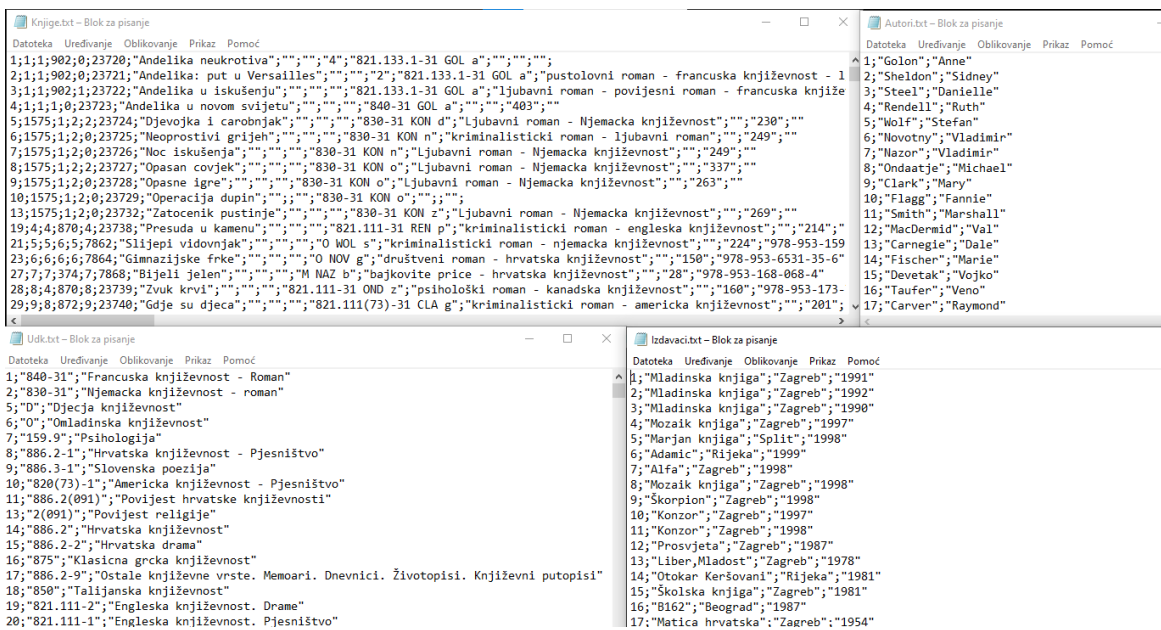 Knjige.txt – Blok za pisanje
Datoteka Uređivanje Oblikovanje Prikaz Pomoć
1;1;1;902;0;23720;"Andelika neukrotiva";"";"";"4";"821.133.1-31 GOL a";"";"";"";
2;1;1;902;0;23721;"Andelika: put u Versailles";"";"";"2";"821.133.1-31 GOL a";"pustolovni roman - francuska književnost - l
3;1;1;902;1;23722;"Andelika u iskušenju";"";"";"";"821.133.1-31 GOL a";"ljubavni roman - povijesni roman - francuska knjiže
4;1;1;1;0;23723;"Andelika u novom svijetu";"";"";"";"840-31 GOL a";"";"";"403";""
5;1575;1;2;2;23724;"Djevojka i carobnjak";"";"";"";"830-31 KON d";"Ljubavni roman - Njemacka književnost";"";"230";""
6;1575;1;2;0;23725;"Neoprostivi grijeh";"";"";"";"830-31 KON n";"kriminalisticki roman - ljubavni roman";"";"249";""
7;1575;1;2;0;23726;"Noc iskušenja";"";"";"";"830-31 KON n";"Ljubavni roman - Njemacka književnost";"";"249";""
8;1575;1;2;2;23727;"Opasan covjek";"";"";"";"830-31 KON o";"Ljubavni roman - Njemacka književnost";"";"337";""
9;1575;1;2;0;23728;"Opasne igre";"";"";"";"830-31 KON o";"Ljubavni roman - Njemacka književnost";"";"263";""
10;1575;1;2;0;23729;"Operacija dupin";"";;"";"830-31 KON o";"";;"";
13;1575;1;2;0;23732;"Zatocenik pustinje";"";"";"";"830-31 KON z";"Ljubavni roman - Njemacka književnost";"";"269";""
19;4;4;870;4;23738;"Presuda u kamenu";"";"";"";"821.111-31 REN p";"kriminalisticki roman - engleska književnost";"";"214";"
21;5;5;6;5;7862;"Slijepi vidovnjak";"";"";"";"O WOL s";"kriminalisticki roman - njemacka književnost";"";"224";"978-953-159
23;6;6;6;6;7864;"Gimnazijske frke";"";"";"";"O NOV g";"društveni roman - hrvatska književnost";"";"150";"978-953-6531-35-6"
27;7;7;374;7;7868;"Bijeli jelen";"";"";"";"M NAZ b";"bajkovite price - hrvatska književnost";"";"28";"978-953-168-068-4"
28;8;4;870;8;23739;"Zvuk krvi";"";"";"";"821.111-31 OND z";"psihološki roman - kanadska književnost";"";"160";"978-953-173-
29;9;8;872;9;23740;"Gdje su djeca";"";"";"";"821.111(73)-31 CLA g";"kriminalisticki roman - americka književnost";"";"201";
Autori.txt – Blok za pisanje
Datoteka Uređivanje Oblikovanje Prikaz Pomoć
1;"Golon";"Anne"
2;"Sheldon";"Sidney"
3;"Steel";"Danielle"
4;"Rendell";"Ruth"
5;"Wolf";"Stefan"
6;"Novotny";"Vladimir"
7;"Nazor";"Vladimir"
8;"Ondaatje";"Michael"
9;"Clark";"Mary"
10;"Flagg";"Fannie"
11;"Smith";"Marshall"
12;"MacDermid";"Val"
13;"Carnegie";"Dale"
14;"Fischer";"Marie"
15;"Devetak";"Vojko"
16;"Taufer";"Veno"
17;"Carver";"Raymond"
Udk.txt – Blok za pisanje
Datoteka Uređivanje Oblikovanje Prikaz Pomoć
1;"840-31";"Francuska književnost - Roman"
2;"830-31";"Njemacka književnost - roman"
5;"D";"Djecja književnost"
6;"O";"Omladinska književnost"
7;"159.9";"Psihologija"
8;"886.2-1";"Hrvatska književnost - Pjesništvo"
9;"886.3-1";"Slovenska poezija"
10;"820(73)-1";"Americka književnost - Pjesništvo"
11;"886.2(091)";"Povijest hrvatske književnosti"
13;"2(091)";"Povijest religije"
14;"886.2";"Hrvatska književnost"
15;"886.2-2";"Hrvatska drama"
16;"875";"Klasicna grcka književnost"
17;"886.2-9";"Ostale književne vrste. Memoari. Dnevnici. Životopisi. Književni putopisi"
18;"850";"Talijanska književnost"
19;"821.111-2";"Engleska književnost. Drame"
20;"821.111-1";"Engleska književnost. Pjesništvo"
Izdavaci.txt – Blok za pisanje
Datoteka Uređivanje Oblikovanje Prikaz Pomoć
1;"Mladinska knjiga";"Zagreb";"1991"
2;"Mladinska knjiga";"Zagreb";"1992"
3;"Mladinska knjiga";"Zagreb";"1990"
4;"Mozaik knjiga";"Zagreb";"1997"
5;"Marjan knjiga";"Split";"1998"
6;"Adamic";"Rijeka";"1999"
7;"Alfa";"Zagreb";"1998"
8;"Mozaik knjiga";"Zagreb";"1998"
9;"Škorpion";"Zagreb";"1998"
10;"Konzor";"Zagreb";"1997"
11;"Konzor";"Zagreb";"1998"
12;"Prosvjeta";"Zagreb";"1987"
13;"Liber,Mladost";"Zagreb";"1978"
14;"Otokar Keršovani";"Rijeka";"1981"
15;"Školska knjiga";"Zagreb";"1981"
16;"B162";"Beograd";"1987"
17;"Matica hrvatska";"Zagreb";"1954"